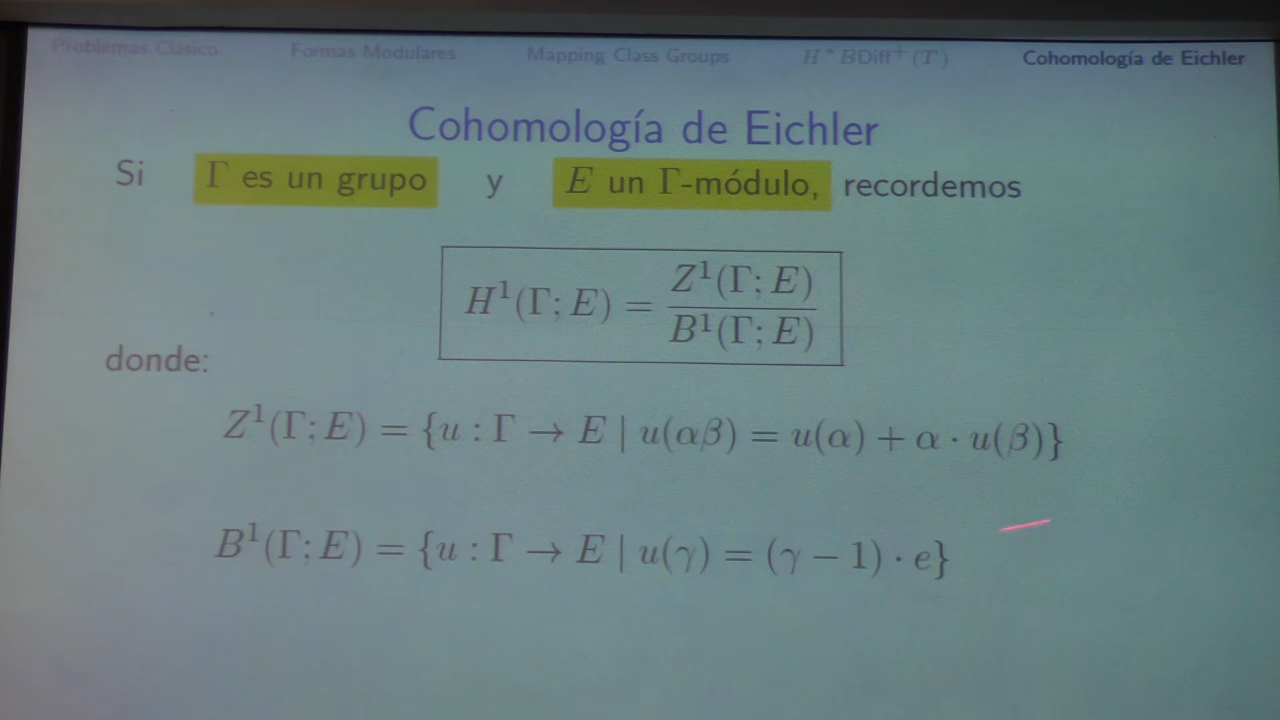 Problemas Clásico Formas Modulares Mapping Class Groups H*BDiff⁺(T) Cohomología de Eichler
Cohomología de Eichler
Si Γ es un grupo y E un Γ-módulo, recordemos
H¹(Γ; E) = Z¹(Γ; E) / B¹(Γ; E)
donde:
Z¹(Γ; E) = {u : Γ → E | u(αβ) = u(α) + α · u(β)}
B¹(Γ; E) = {u : Γ → E | u(γ) = (γ − 1) · e}